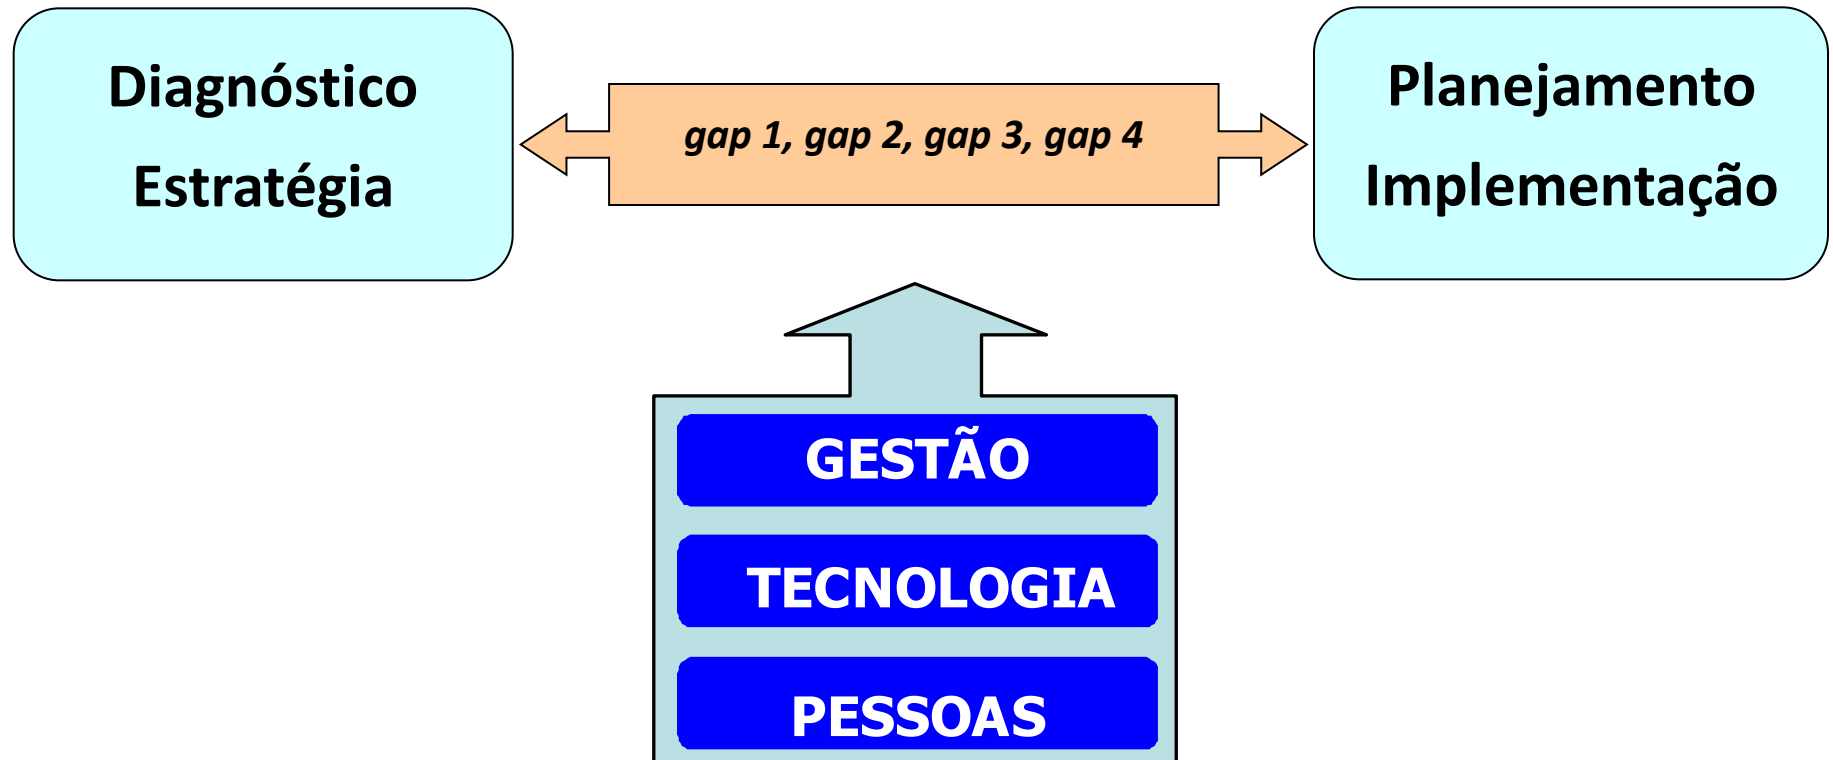 Diagnóstico
Estratégia
gap 1, gap 2, gap 3, gap 4
Planejamento
Implementação
GESTÃO
TECNOLOGIA
PESSOAS